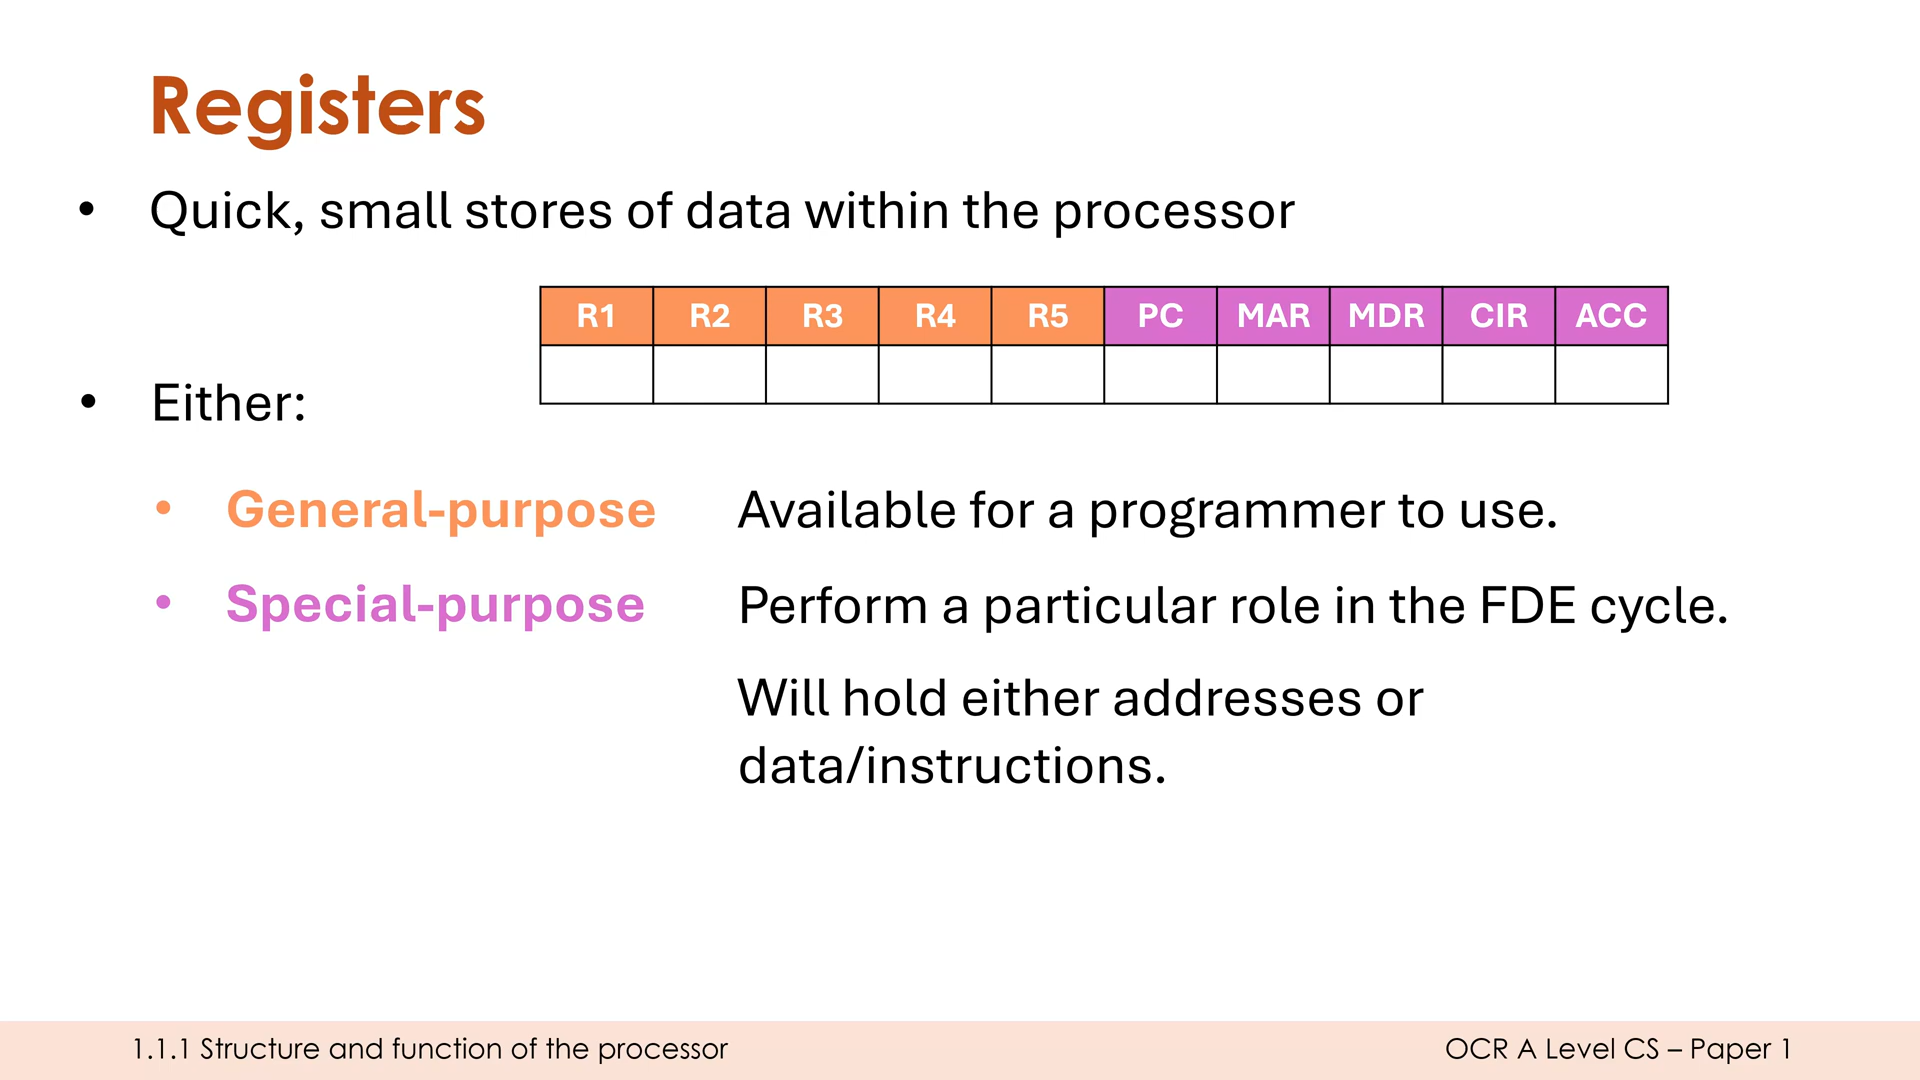 Registers
• Quick, small stores of data within the processor
R1 R2 R3 R4 R5 PC MAR MDR CIR ACC
• Either:
• General-purpose Available for a programmer to use.
• Special-purpose Perform a particular role in the FDE cycle.
Will hold either addresses or
data/instructions.
1.1.1 Structure and function of the processor OCR A Level CS – Paper 1